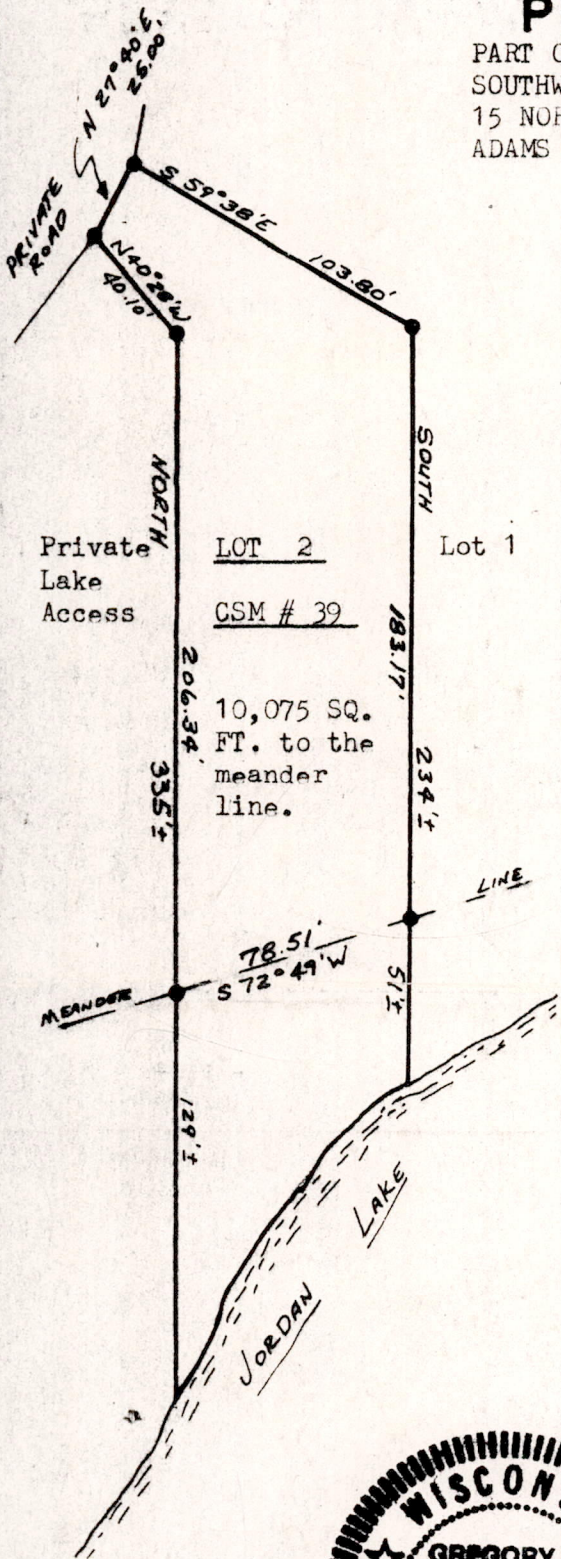 P
PART O
SOUTHW
15 NOR
ADAMS
N 27°40'E,
25.00'
PRIVATE
ROAD
S 59°38'E
103.80'
N40°28'W
40.10'
NORTH
SOUTH
Private
Lake
Access
LOT 2
CSM # 39
Lot 1
206.34'
335'±
183.17'
234'±
10,075 SQ.
FT. to the
meander
line.
LINE
78.51'
S 72°49'W
MEANDER
51'±
129'±
JORDAN LAKE
WISCON
GREGORY